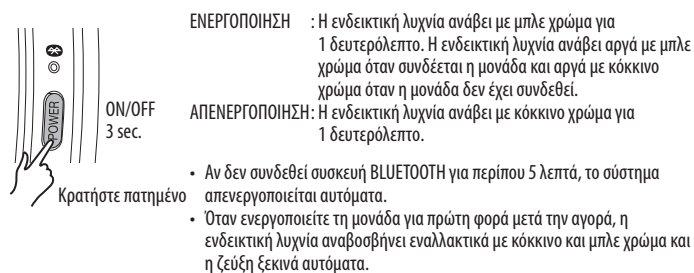 ΕΝΕΡΓΟΠΟΙΗΣΗ : Η ενδεικτική λυχνία ανάβει με μπλε χρώμα για
1 δευτερόλεπτο. Η ενδεικτική λυχνία ανάβει αργά με μπλε
χρώμα όταν συνδέεται η μονάδα και αργά με κόκκινο
χρώμα όταν η μονάδα δεν έχει συνδεθεί.
ΑΠΕΝΕΡΓΟΠΟΙΗΣΗ: Η ενδεικτική λυχνία ανάβει με κόκκινο χρώμα για
1 δευτερόλεπτο.
POWER
ON/OFF
3 sec.
Κρατήστε πατημένο
• Αν δεν συνδεθεί συσκευή BLUETOOTH για περίπου 5 λεπτά, το σύστημα
απενεργοποιείται αυτόματα.
• Όταν ενεργοποιείτε τη μονάδα για πρώτη φορά μετά την αγορά, η
ενδεικτική λυχνία αναβοσβήνει εναλλακτικά με κόκκινο και μπλε χρώμα και
η ζεύξη ξεκινά αυτόματα.